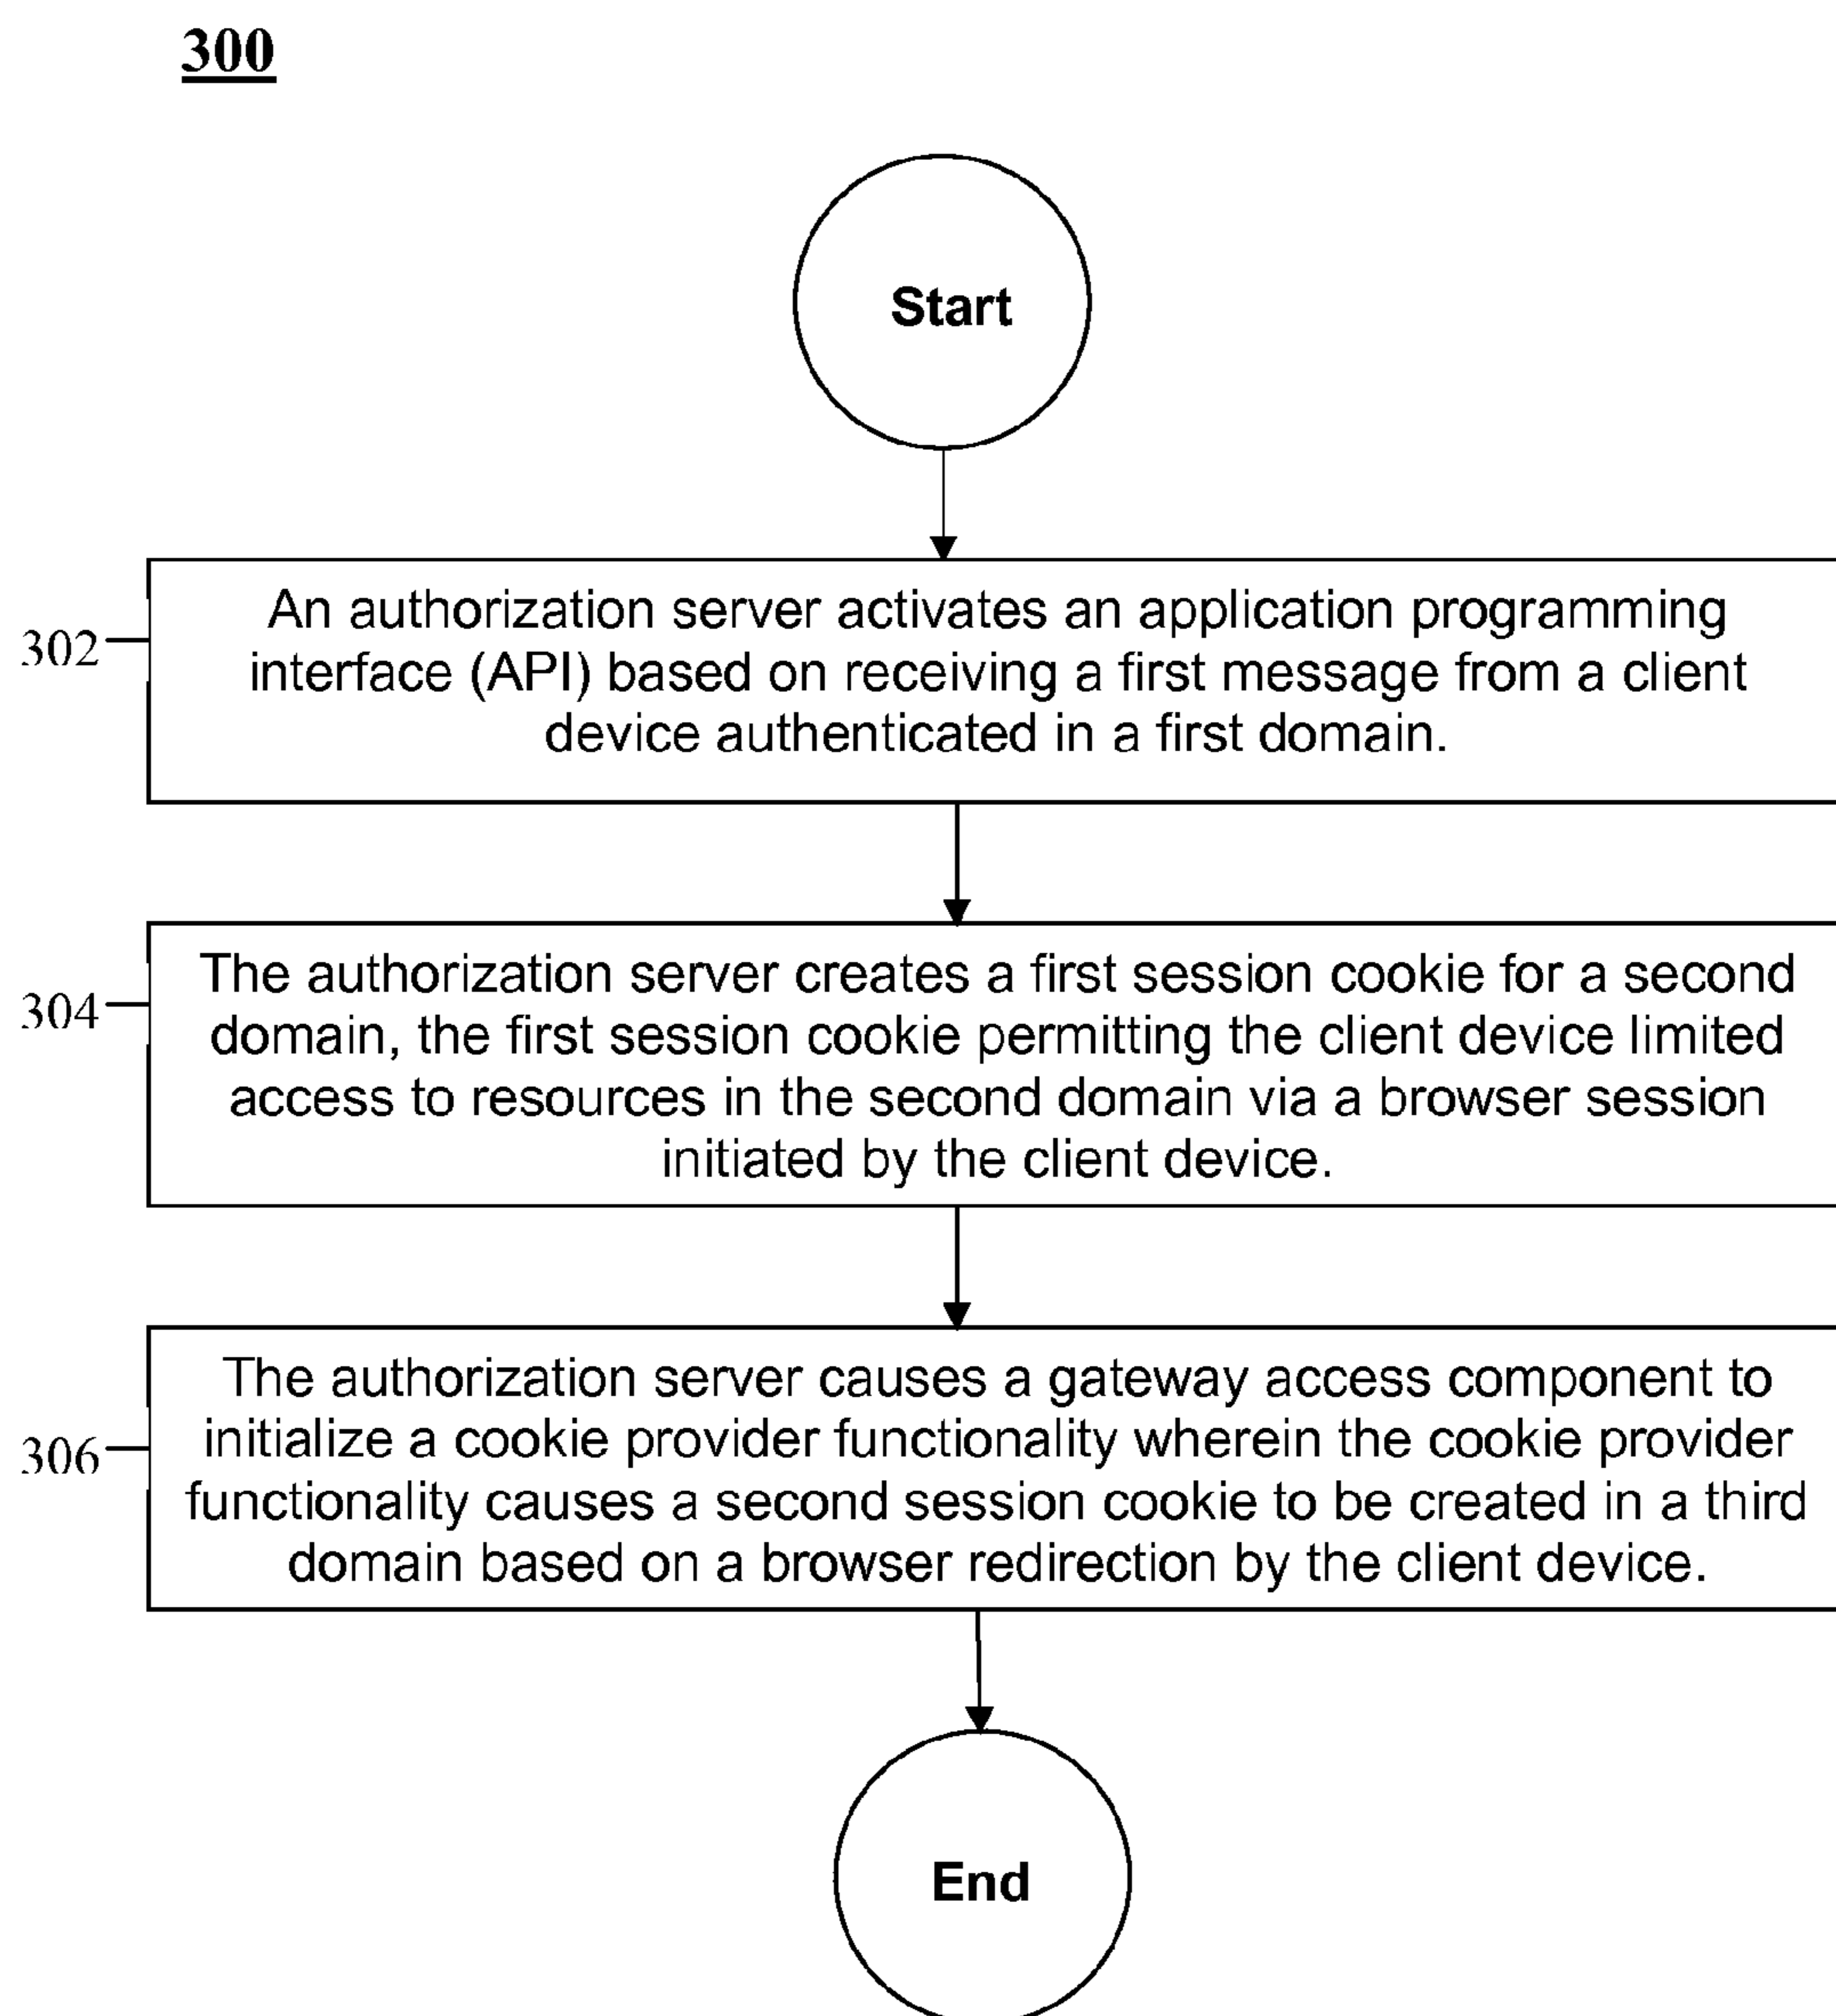 300
Start
302
An authorization server activates an application programming
interface (API) based on receiving a first message from a client
device authenticated in a first domain.
304
The authorization server creates a first session cookie for a second
domain, the first session cookie permitting the client device limited
access to resources in the second domain via a browser session
initiated by the client device.
306
The authorization server causes a gateway access component to
initialize a cookie provider functionality wherein the cookie provider
functionality causes a second session cookie to be created in a third
domain based on a browser redirection by the client device.
End